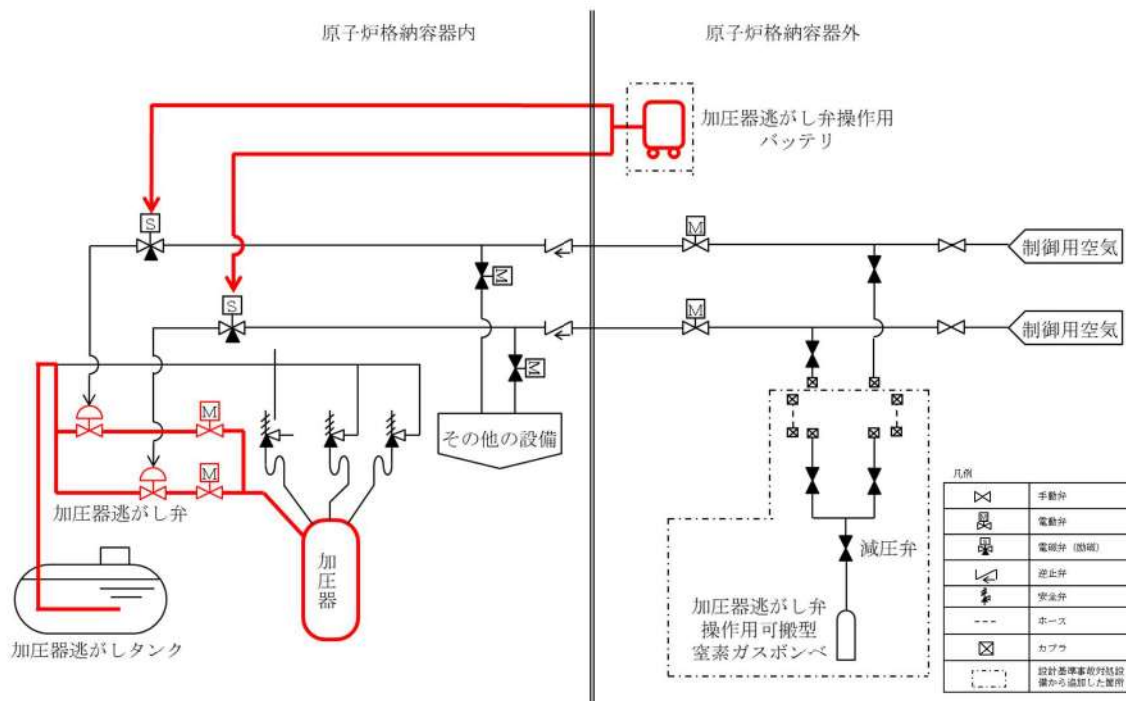 原子炉格納容器内
原子炉格納容器外
加圧器逃がし弁操作用
バッテリ
S
M
制御用空気
M
S
M
制御用空気
M
M
その他の設備
M
加圧器逃がし弁
加圧器
減圧弁
加圧器逃がし弁
操作用可搬型
窒素ガスボンベ
加圧器逃がしタンク
凡例
手動弁
M
電動弁
S
電磁弁（励磁）
逆止弁
安全弁
ホース
カプラ
設計基準事故対処設
備から追加した箇所